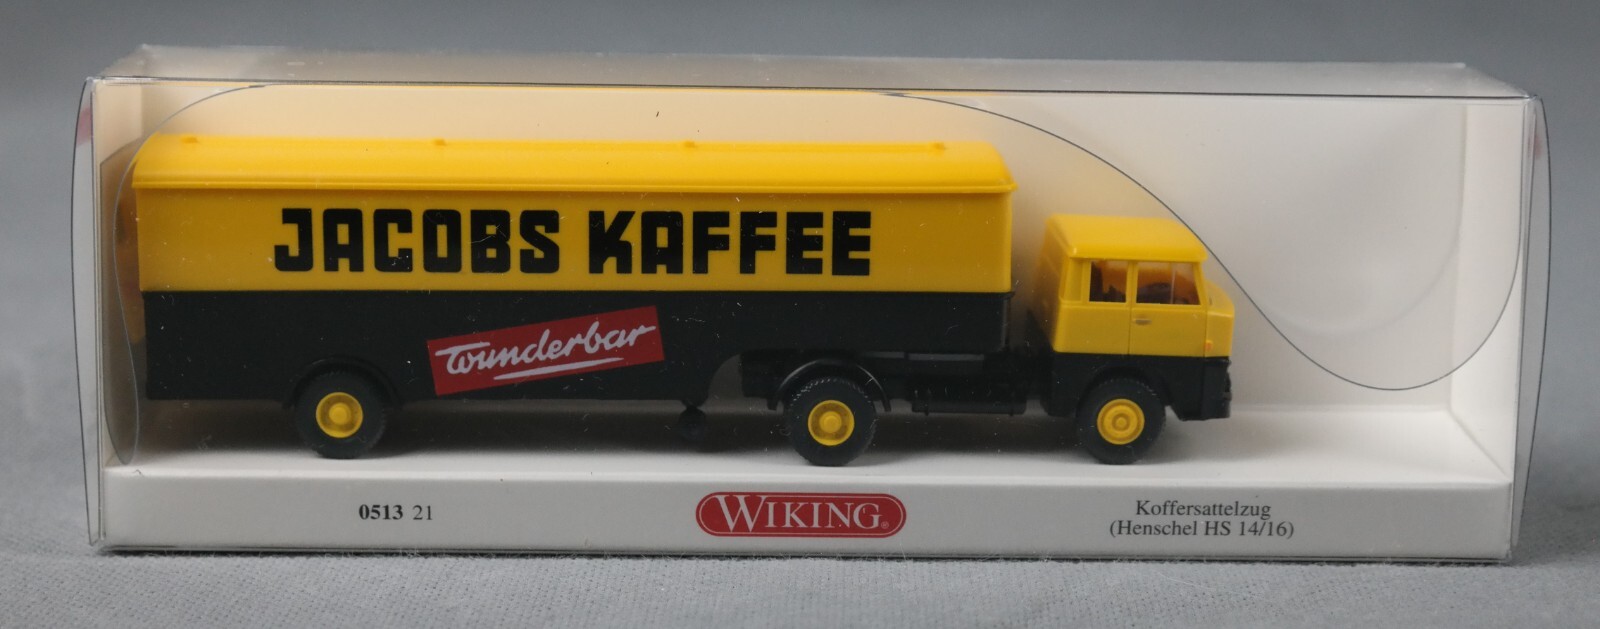 JACOBS KAFFEE
Wunderbar
0513 21
WIKING®
Koffersattelzug
(Henschel HS 14/16)